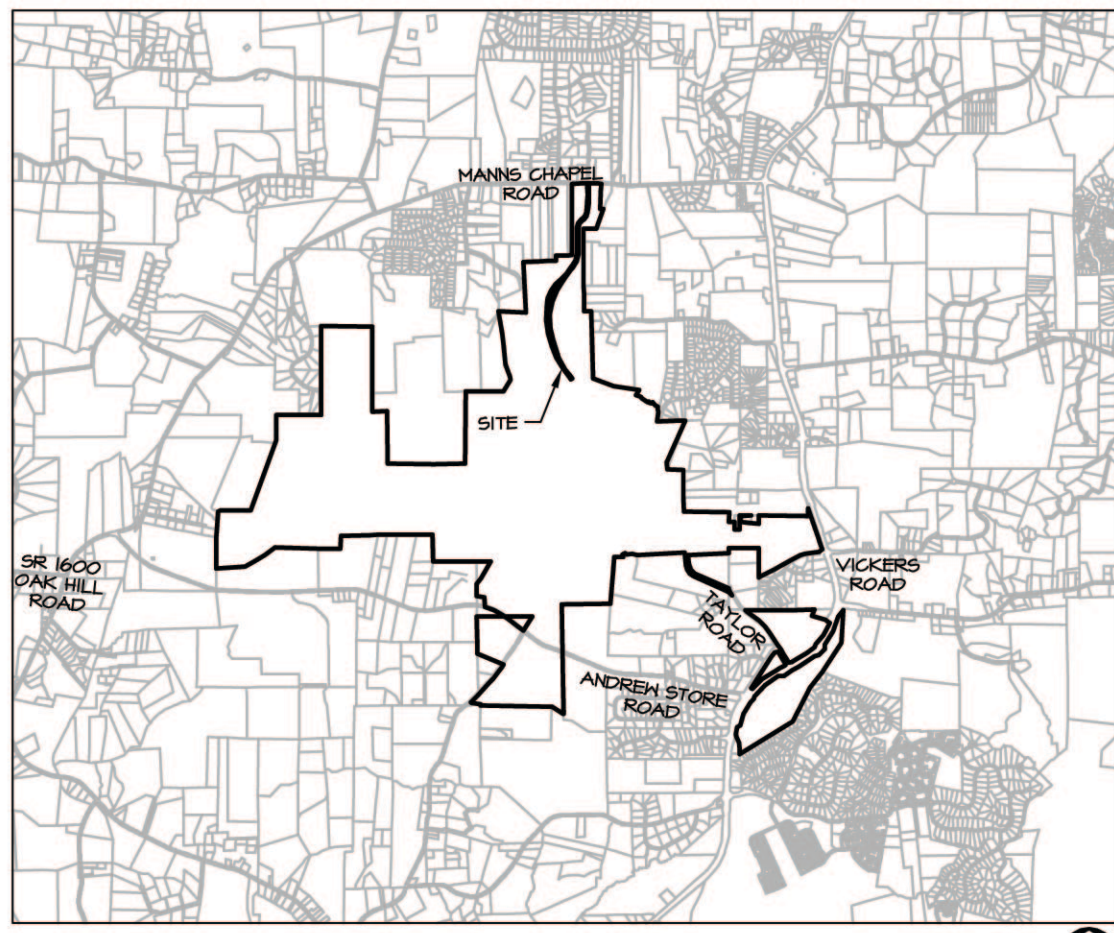 MANNS CHAPEL
ROAD
SITE
SR 1600
OAK HILL
ROAD
VICKERS
ROAD
TAYLOR
ROAD
ANDREW STORE
ROAD